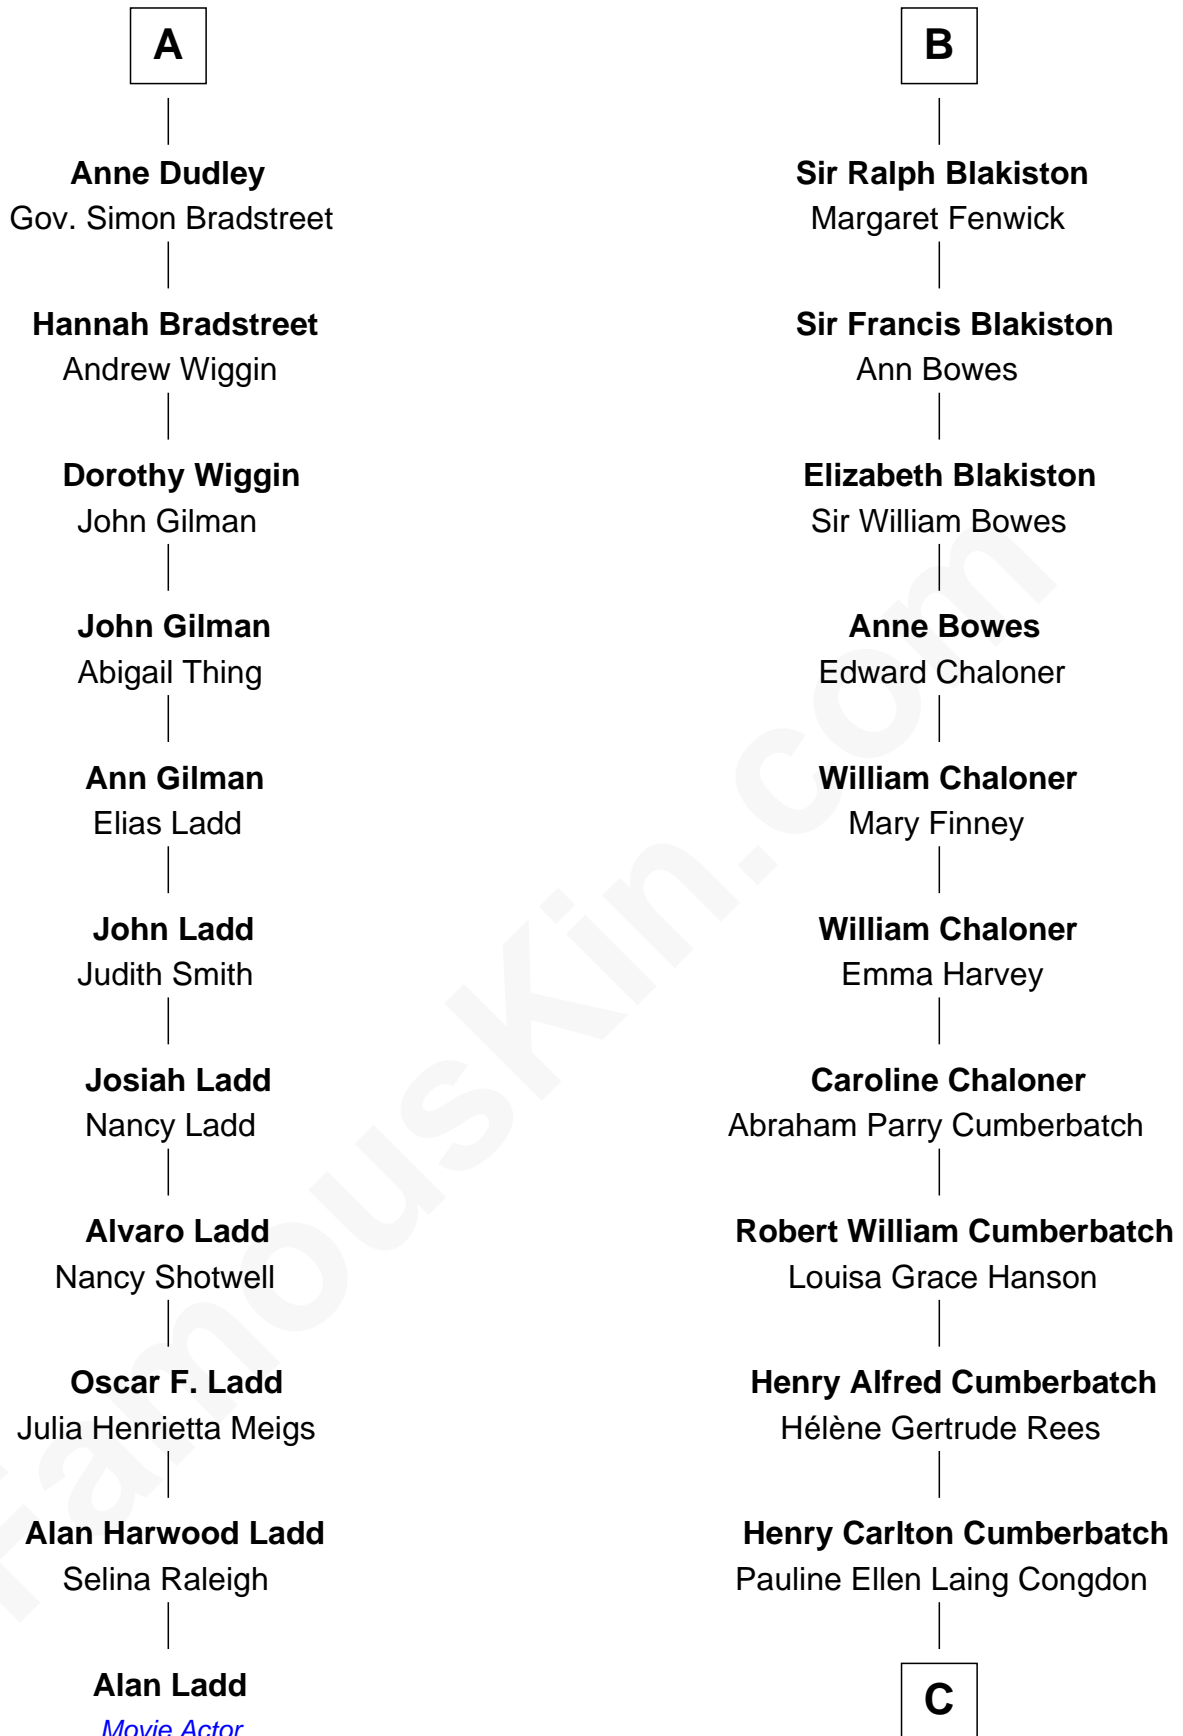 A
Anne Dudley
Gov. Simon Bradstreet
Hannah Bradstreet
Andrew Wiggin
Dorothy Wiggin
John Gilman
John Gilman
Abigail Thing
Ann Gilman
Elias Ladd
John Ladd
Judith Smith
Josiah Ladd
Nancy Ladd
Alvaro Ladd
Nancy Shotwell
Oscar F. Ladd
Julia Henrietta Meigs
Alan Harwood Ladd
Selina Raleigh
Alan Ladd
Movie Actor
B
Sir Ralph Blakiston
Margaret Fenwick
Sir Francis Blakiston
Ann Bowes
Elizabeth Blakiston
Sir William Bowes
Anne Bowes
Edward Chaloner
William Chaloner
Mary Finney
William Chaloner
Emma Harvey
Caroline Chaloner
Abraham Parry Cumberbatch
Robert William Cumberbatch
Louisa Grace Hanson
Henry Alfred Cumberbatch
Hélène Gertrude Rees
Henry Carlton Cumberbatch
Pauline Ellen Laing Congdon
C
FamousKin.com